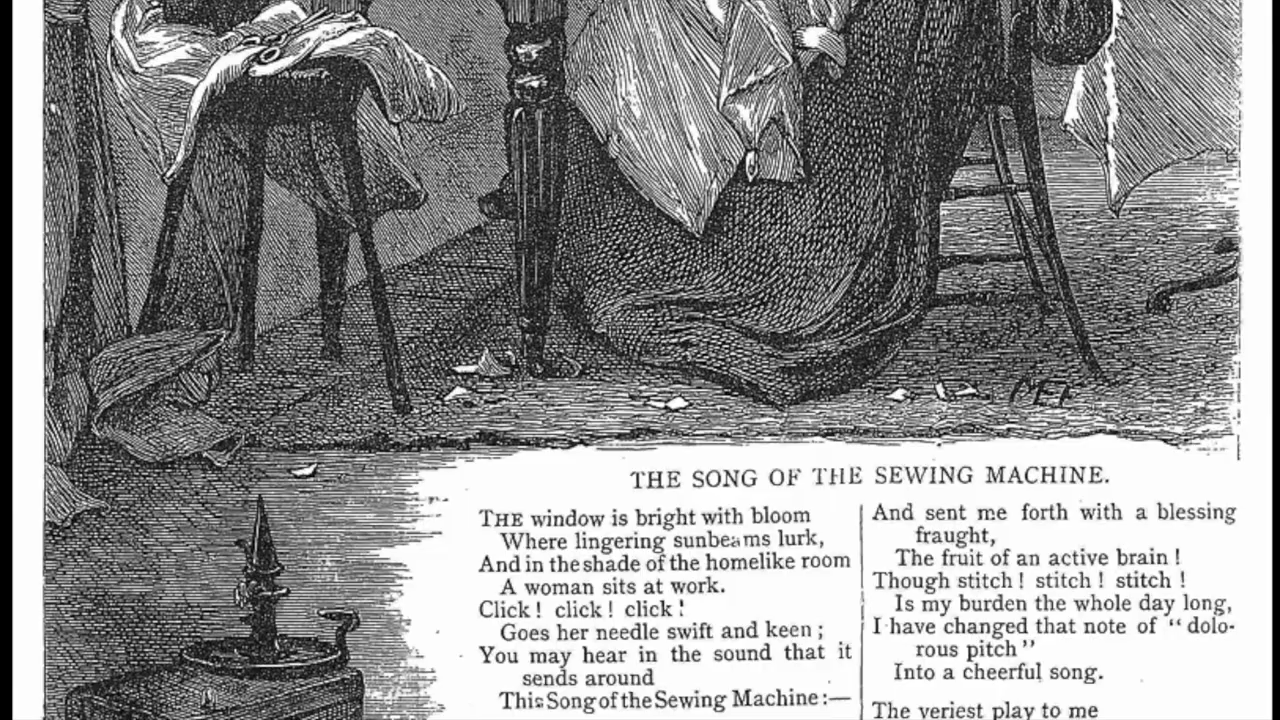 THE SONG OF THE SEWING MACHINE.
THE window is bright with bloom
Where lingering sunbeams lurk,
And in the shade of the homelike room
A woman sits at work.
Click! click! click!
Goes her needle swift and keen;
You may hear in the sound that it
sends around
This Song of the Sewing Machine:—
And sent me forth with a blessing
fraught,
The fruit of an active brain!
Though stitch! stitch! stitch!
Is my burden the whole day long,
I have changed that note of "dolo-
rous pitch"
Into a cheerful song.
The veriest play to me